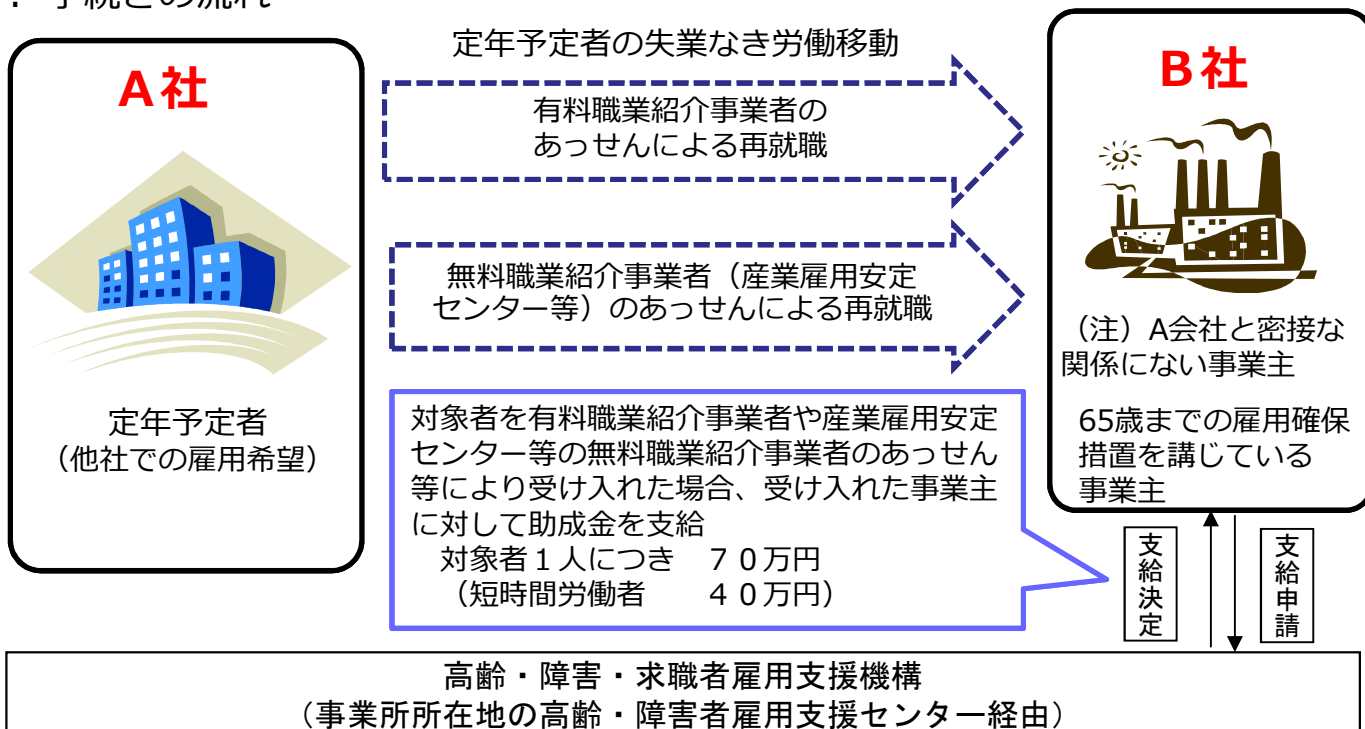 手続との流れ
A社
定年予定者
（他社での雇用希望）
定年予定者の失業なき労働移動
有料職業紹介事業者の
あっせんによる再就職
無料職業紹介事業者（産業雇用安定
センター等）のあっせんによる再就職
対象者を有料職業紹介事業者や産業雇用安定
センター等の無料職業紹介事業者のあっせん
等により受け入れた場合、受け入れた事業主
に対して助成金を支給
対象者１人につき　７０万円
（短時間労働者　　４０万円）
B社
（注）A会社と密接な
関係にない事業主
65歳までの雇用確保
措置を講じている
事業主
支給決定
支給申請
高齢・障害・求職者雇用支援機構
（事業所所在地の高齢・障害者雇用支援センター経由）